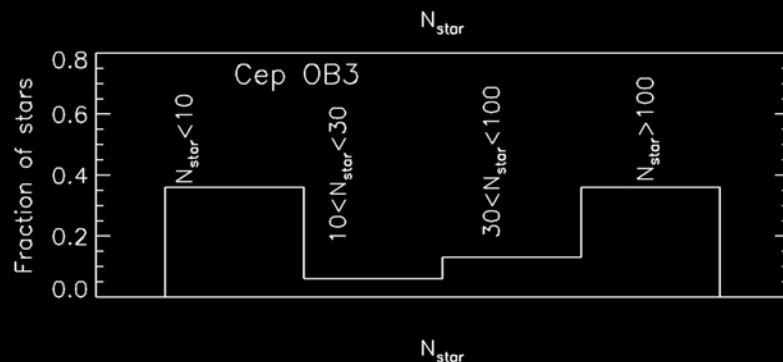 N_star
Cep OB3
Fraction of stars
0.8
0.6
0.4
0.2
0.0
N_star<10
10<N_star<30
30<N_star<100
N_star>100
N_star